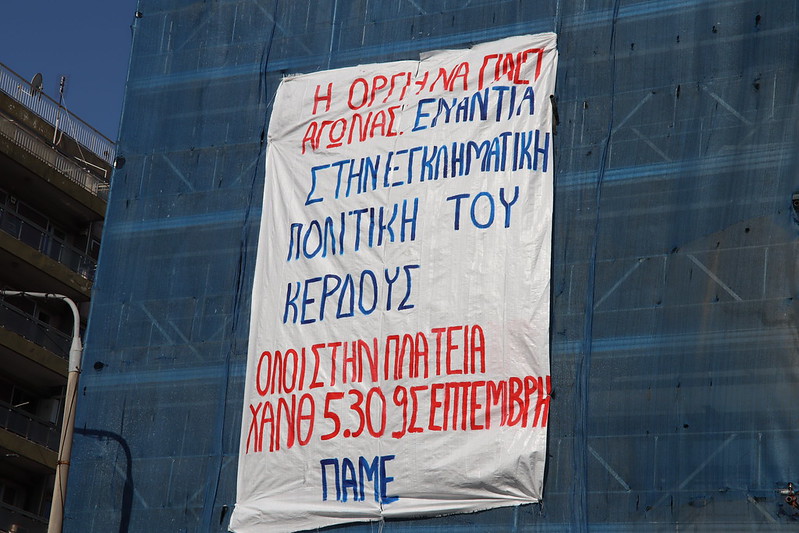 Η ΟΡΓΗ ΝΑ ΓΙΝΕΙ
ΑΓΩΝΑΣ. ΕΝΑΝΤΙΑ
ΣΤΗΝ ΕΓΚΛΗΜΑΤΙΚΗ
ΠΟΛΙΤΙΚΗ ΤΟΥ
ΚΕΡΔΟΥΣ
ΟΛΟΙ ΣΤΗΝ ΠΛΑΤΕΙΑ
ΧΑΝΘ 5.30 9 ΣΕΠΤΕΜΒΡΗ
ΠΑΜΕ